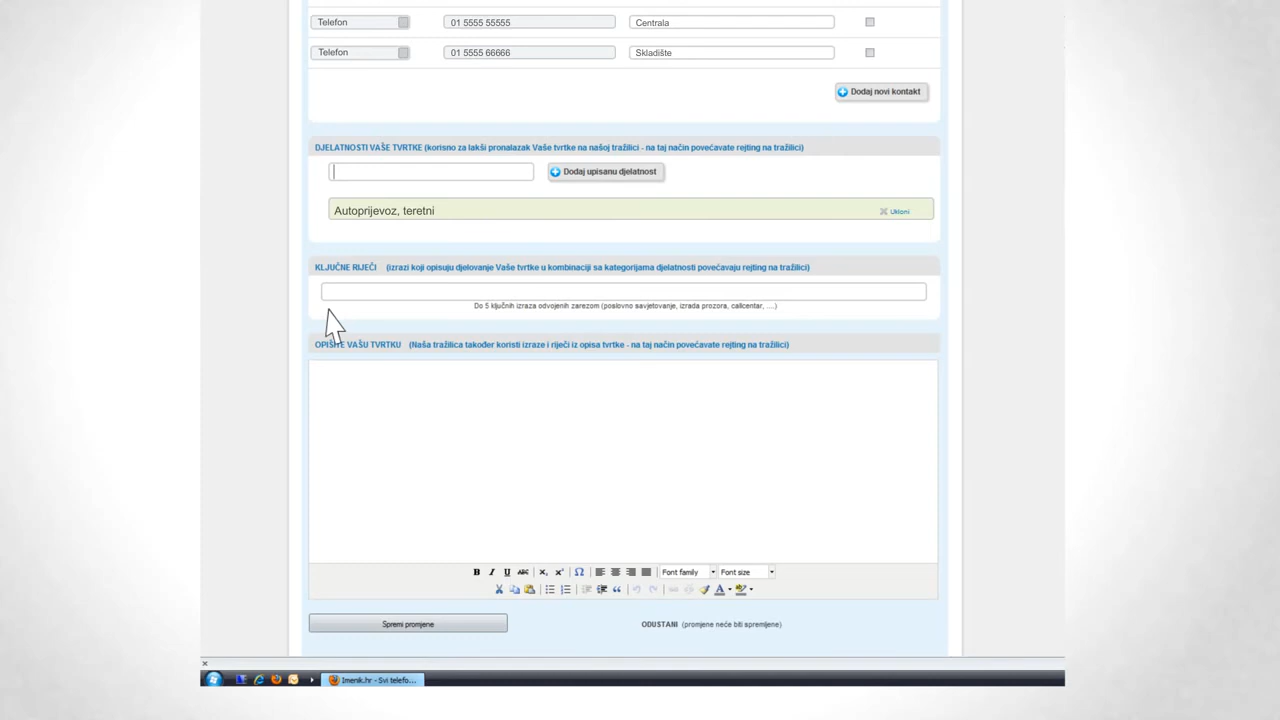 Telefon 01 5555 55555 Centrala
Telefon 01 5555 66666 Skladište
Dodaj novi kontakt
DJELATNOSTI VAŠE TVRTKE (korisno za lakši pronalazak Vaše tvrtke na našoj tražilici - na taj način povećavate rejting na tražilici)
Dodaj upisanu djelatnost
Autoprijevoz, teretni Ukloni
KLJUČNE RIJEČI (izrazi koji opisuju djelovanje Vaše tvrtke u kombinaciji sa kategorijama djelatnosti povećavaju rejting na tražilici)
Do 5 ključnih izraza odvojenih zarezom (poslovno savjetovanje, izrada prozora, callcentar, ....)
OPIŠITE VAŠU TVRTKU (Naša tražilica također koristi izraze i riječi iz opisa tvrtke - na taj način povećavate rejting na tražilici)
B I U ABC X₂ X² Ω Font family Font size
Spremi promjene ODUSTANI (promjene neće biti spremljene)
Imenik.hr - Svi telefo...